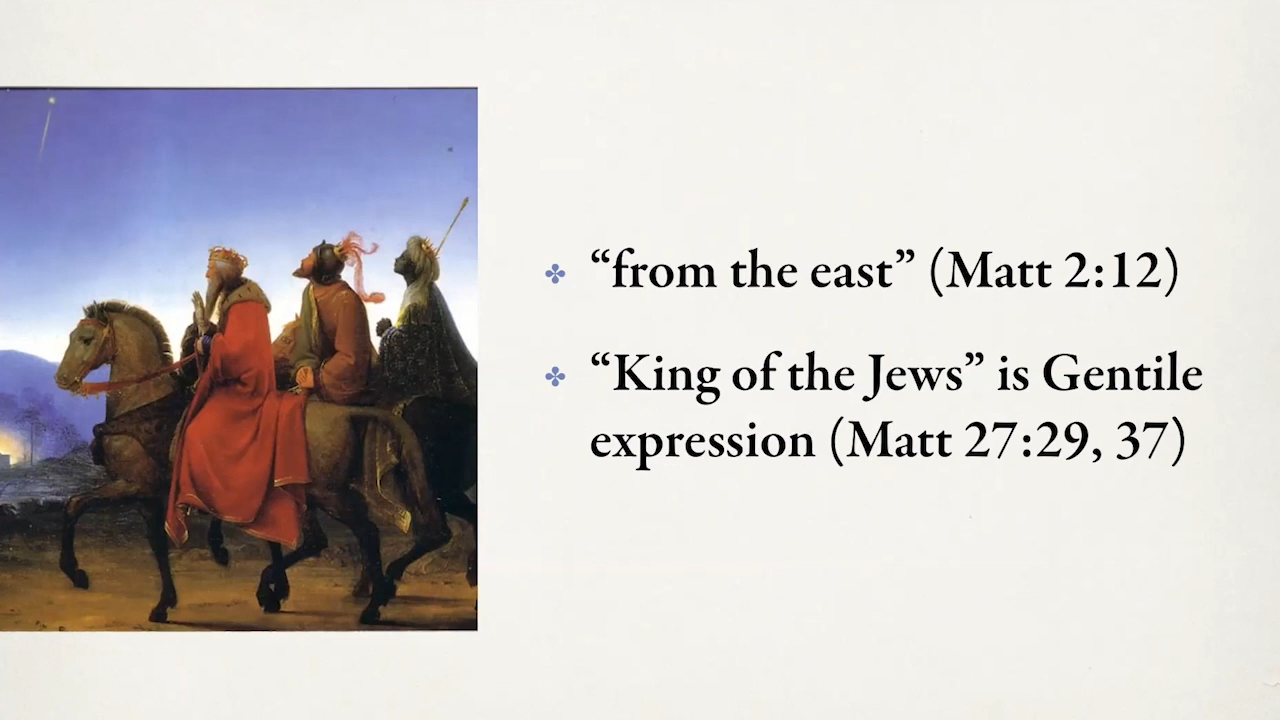 “from the east” (Matt 2:12)
“King of the Jews” is Gentile
expression (Matt 27:29, 37)